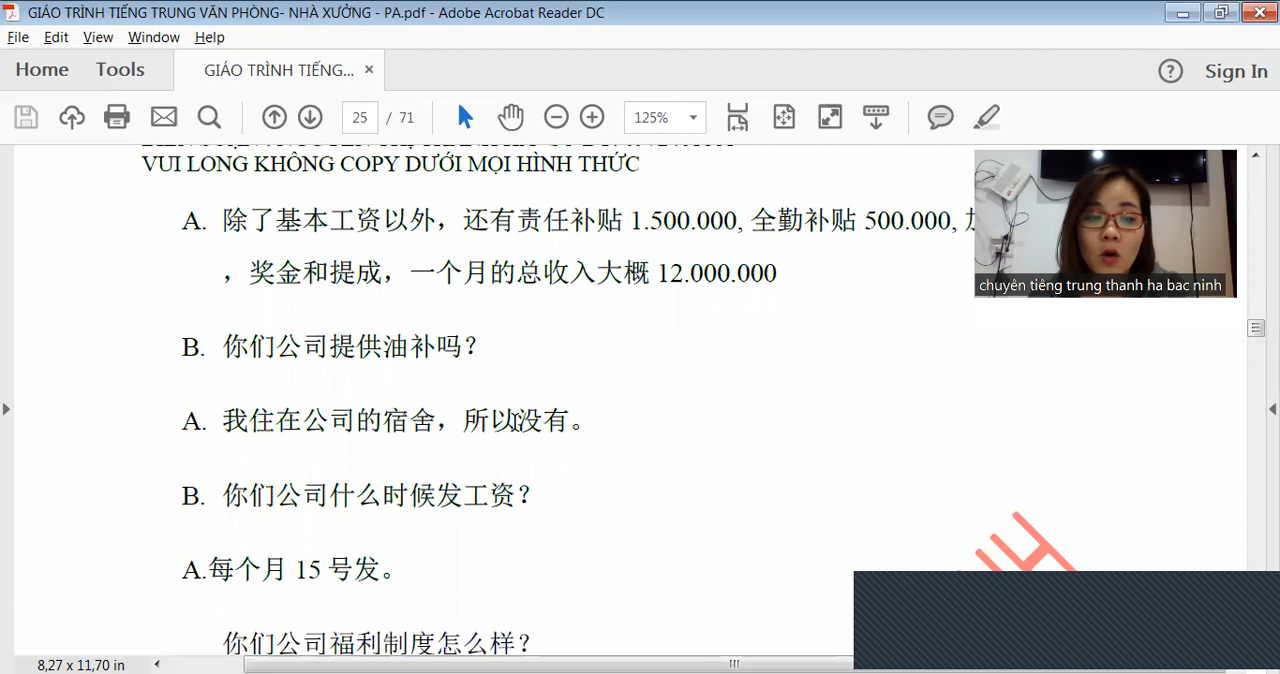 GIÁO TRÌNH TIẾNG TRUNG VĂN PHÒNG- NHÀ XƯỞNG - PA.pdf - Adobe Acrobat Reader DC
File Edit View Window Help
Home Tools GIÁO TRÌNH TIẾNG... × Sign In
25 / 71 125%
VUI LONG KHÔNG COPY DƯỚI MỌI HÌNH THỨC
A. 除了基本工资以外，还有责任补贴 1.500.000, 全勤补贴 500.000,
，奖金和提成，一个月的总收入大概 12.000.000
chuyên tiêng trung thanh ha bac ninh
B. 你们公司提供油补吗？
A. 我住在公司的宿舍，所以没有。
B. 你们公司什么时候发工资？
A.每个月 15 号发。
你们公司福利制度怎么样？
8,27 x 11,70 in